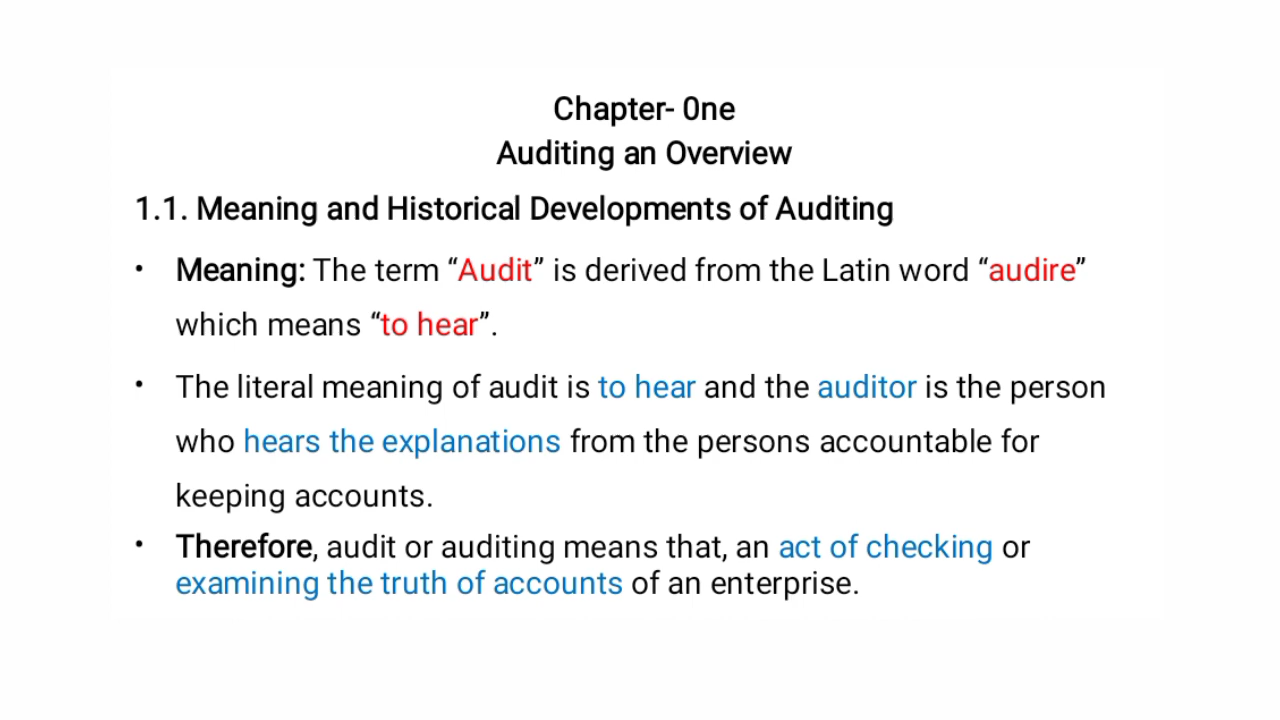 Chapter- 0ne
Auditing an Overview
1.1. Meaning and Historical Developments of Auditing
• Meaning: The term “Audit” is derived from the Latin word “audire”
which means “to hear”.
• The literal meaning of audit is to hear and the auditor is the person
who hears the explanations from the persons accountable for
keeping accounts.
• Therefore, audit or auditing means that, an act of checking or
examining the truth of accounts of an enterprise.